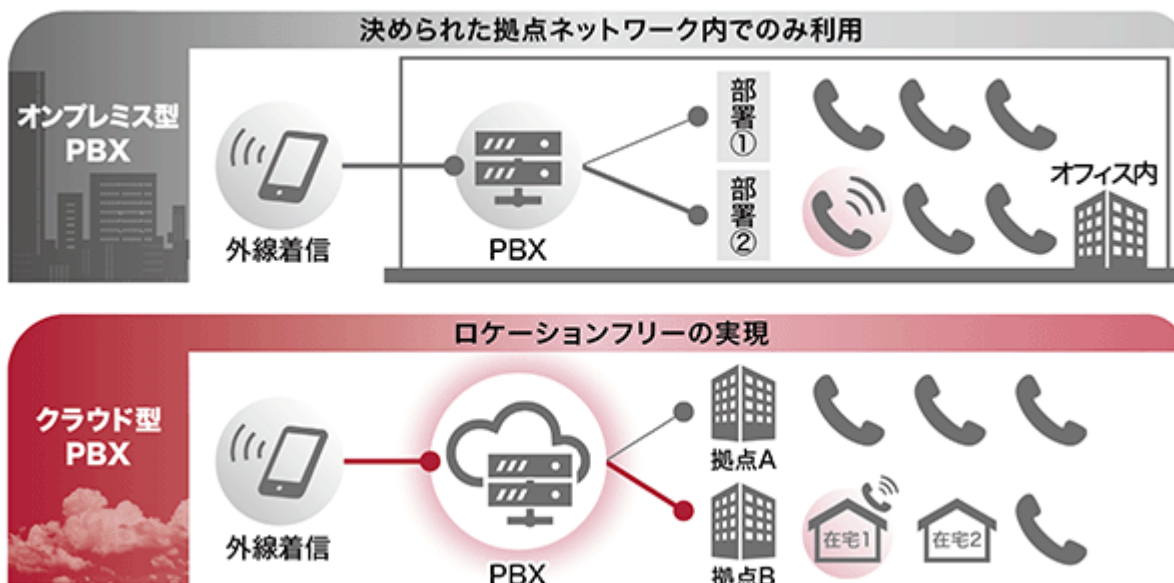 決められた拠点ネットワーク内でのみ利用
オンプレミス型
PBX
外線着信
PBX
部署①
部署②
オフィス内
ロケーションフリーの実現
クラウド型
PBX
外線着信
PBX
拠点A
拠点B
在宅1
在宅2